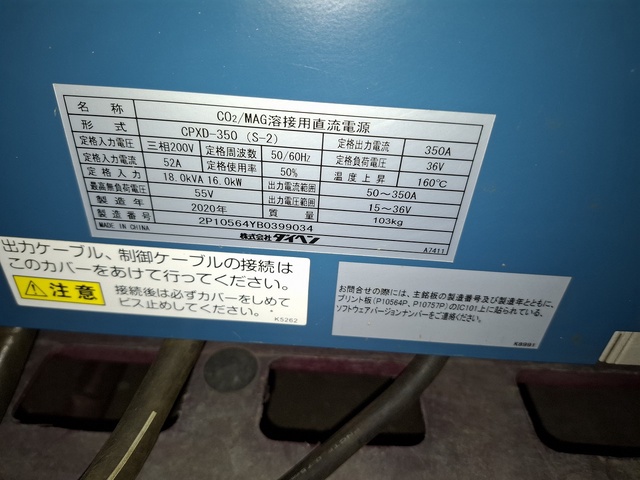 名称 CO₂/MAG溶接用直流電源
形式 CPXD-350 (S-2) 定格出力電流 350A
定格入力電圧 三相200V 定格周波数 50/60Hz 定格負荷電圧 36V
定格入力電流 52A 定格使用率 50% 温度上昇 160℃
定格入力 18.0kVA 16.0kW 出力電流範囲 50～350A
最高無負荷電圧 55V 出力電圧範囲 15～36V
製造年 2020年 質量 103kg
製造番号 2P10564YB0399034
MADE IN CHINA 株式会社 ダイヘン A7411
出力ケーブル、制御ケーブルの接続は
このカバーをあけて行ってください。
注意 接続後は必ずカバーをしめて
ビス止めしてください。 K5262
お問合せの際には、主銘板の製造番号及び製造年とともに、
プリント板(P10564P、P10757P)のIC101上に貼られている、
ソフトウェアバージョンナンバーをご連絡ください。